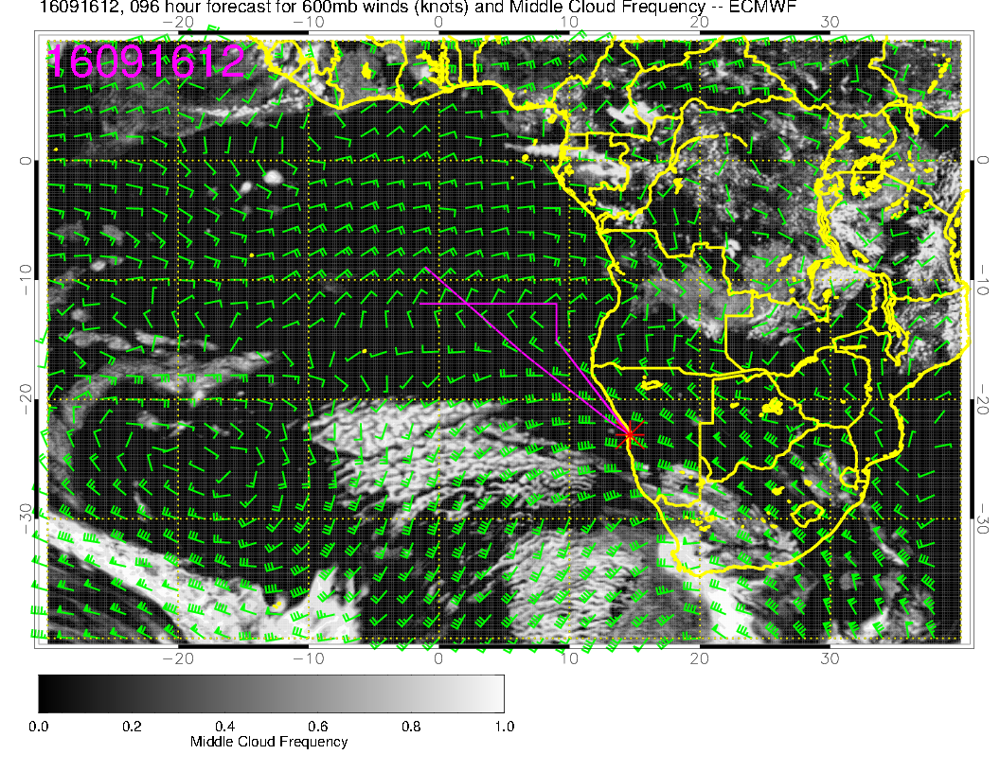 16091612, 096 hour forecast for 600mb winds (knots) and Middle Cloud Frequency -- ECMWF
−20 −10 0 10 20 30
16091612
0 0
−10 −10
−20 −20
−30 −30
−20 −10 0 10 20 30
0.0 0.2 0.4 0.6 0.8 1.0
Middle Cloud Frequency